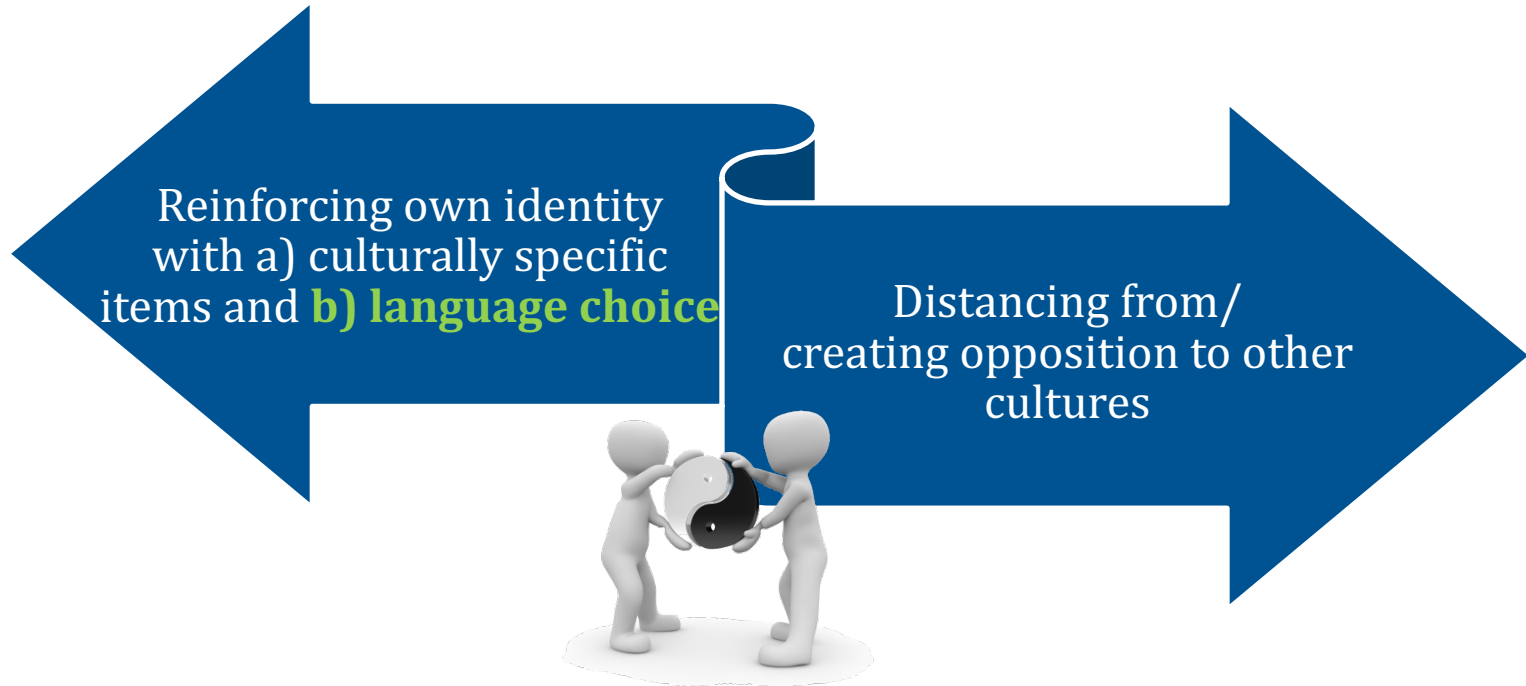 Reinforcing own identity
with a) culturally specific
items and b) language choice
Distancing from/
creating opposition to other
cultures